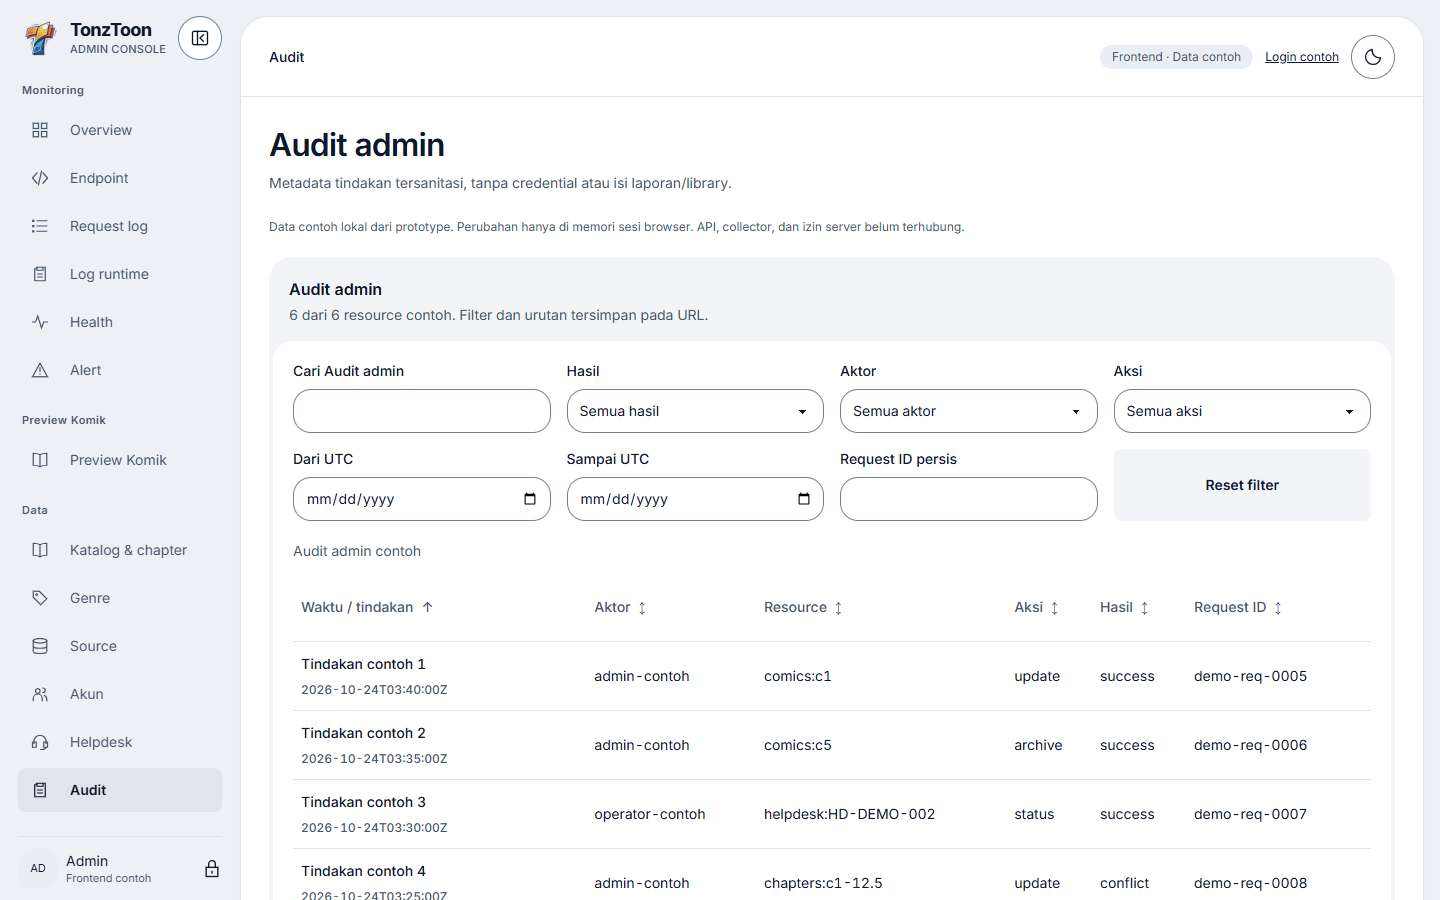 TonzToon
ADMIN CONSOLE
Monitoring
Overview
Endpoint
Request log
Log runtime
Health
Alert
Preview Komik
Preview Komik
Data
Katalog & chapter
Genre
Source
Akun
Helpdesk
Audit
AD
Admin
Frontend contoh
Audit
Frontend · Data contoh
Login contoh
Audit admin
Metadata tindakan tersanitasi, tanpa credential atau isi laporan/library.
Data contoh lokal dari prototype. Perubahan hanya di memori sesi browser. API, collector, dan izin server belum terhubung.
Audit admin
6 dari 6 resource contoh. Filter dan urutan tersimpan pada URL.
Cari Audit admin
Hasil
Semua hasil
Aktor
Semua aktor
Aksi
Semua aksi
Dari UTC
mm/dd/yyyy
Sampai UTC
mm/dd/yyyy
Request ID persis
Reset filter
Audit admin contoh
Waktu / tindakan ↑ Aktor ↕ Resource ↕ Aksi ↕ Hasil ↕ Request ID ↕
Tindakan contoh 1
2026-10-24T03:40:00Z
admin-contoh comics:c1 update success demo-req-0005
Tindakan contoh 2
2026-10-24T03:35:00Z
admin-contoh comics:c5 archive success demo-req-0006
Tindakan contoh 3
2026-10-24T03:30:00Z
operator-contoh helpdesk:HD-DEMO-002 status success demo-req-0007
Tindakan contoh 4
2026-10-24T03:25:00Z
admin-contoh chapters:c1-12.5 update conflict demo-req-0008